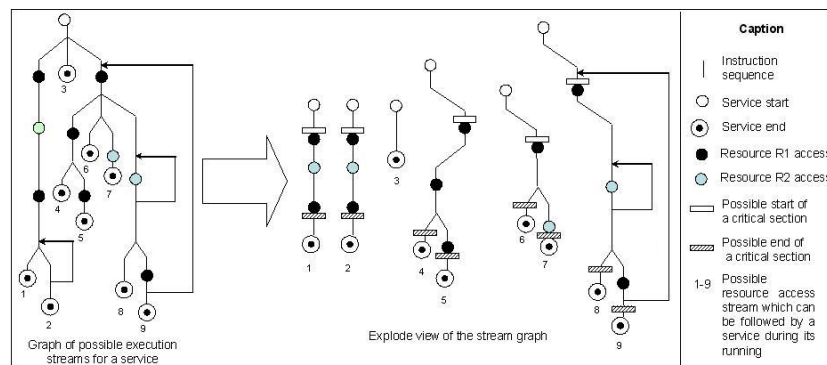 3
6
7
4
5
1
2
8
9
Graph of possible execution
streams for a service
1
2
3
4
5
6
7
8
9
Explode view of the stream graph
Caption
Instruction
sequence
Service start
Service end
Resource R1 access
Resource R2 access
Possible start of
a critical section
Possible end of
a critical section
1-9 Possible
resource access
stream which can
be followed by a
service during its
running